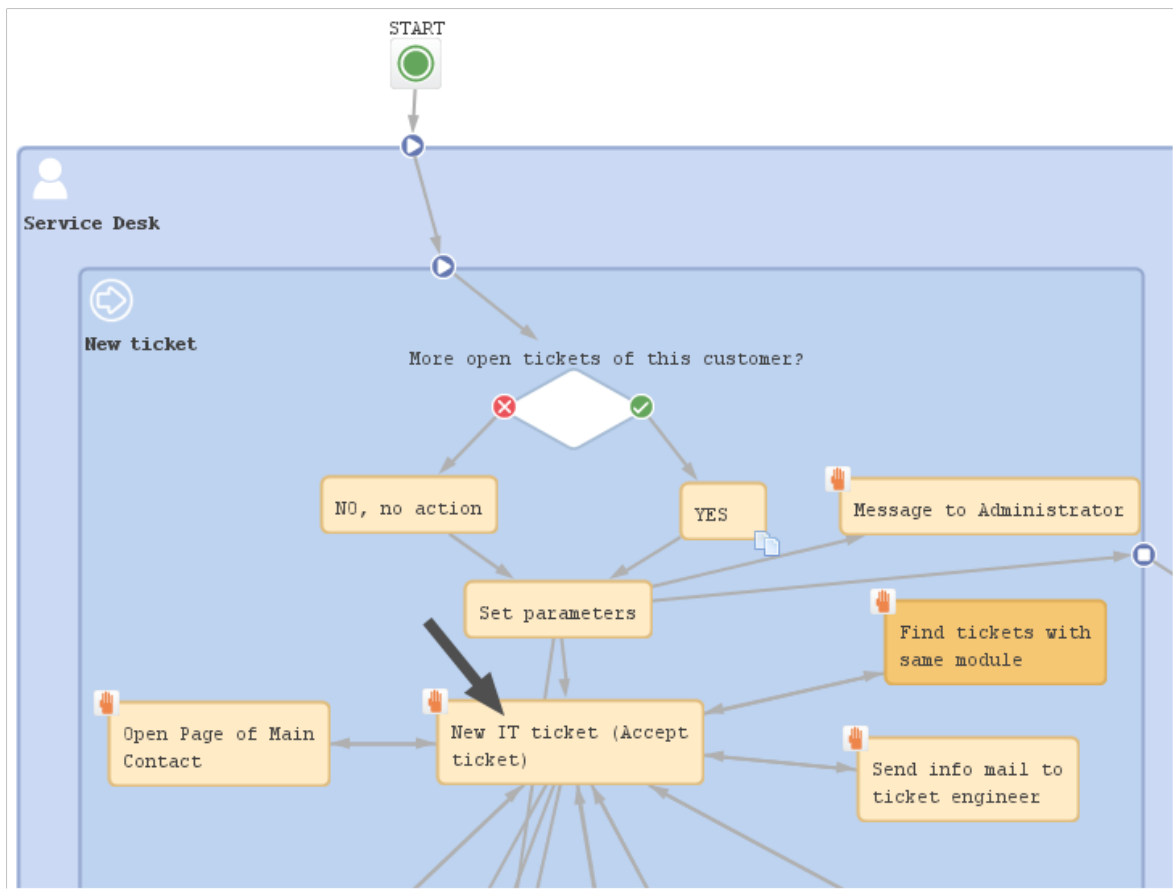 START
Service Desk
New ticket
More open tickets of this customer?
NO, no action
YES
Message to Administrator
Set parameters
Find tickets with
same module
New IT ticket (Accept
ticket)
Open Page of Main
Contact
Send info mail to
ticket engineer